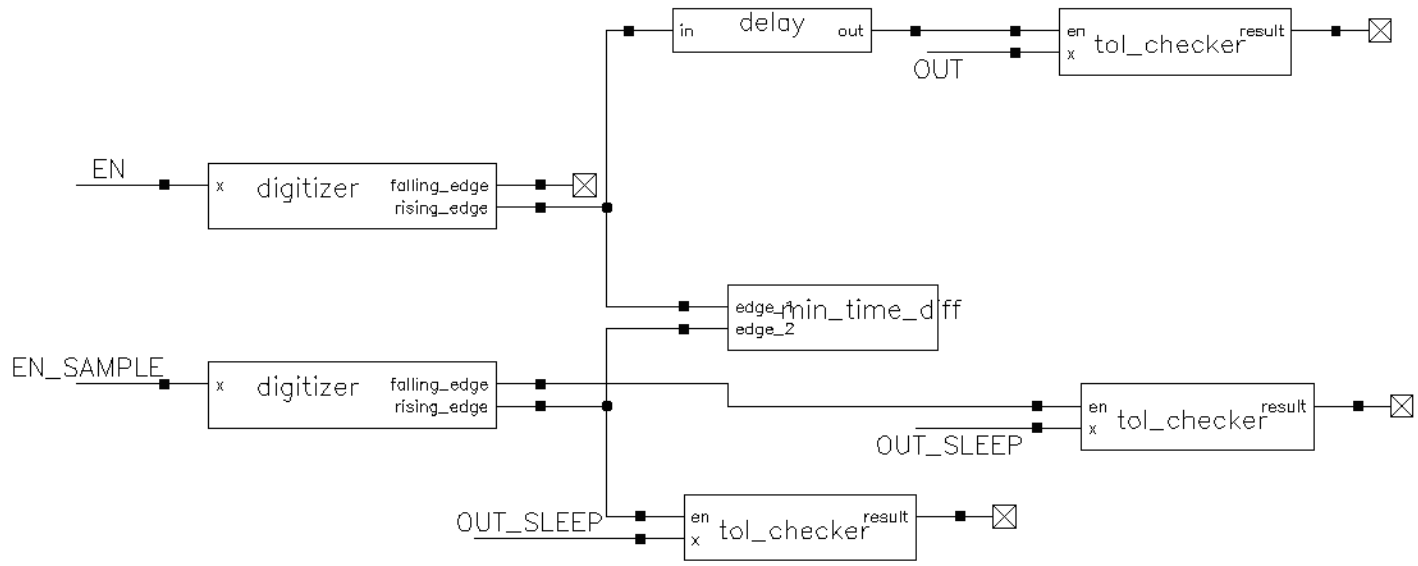 in delay out
en tol_checker result
x
OUT
EN
x digitizer falling_edge
rising_edge
edge_1 min_time_diff
edge_2
EN_SAMPLE
x digitizer falling_edge
rising_edge
en tol_checker result
x
OUT_SLEEP
OUT_SLEEP
en tol_checker result
x